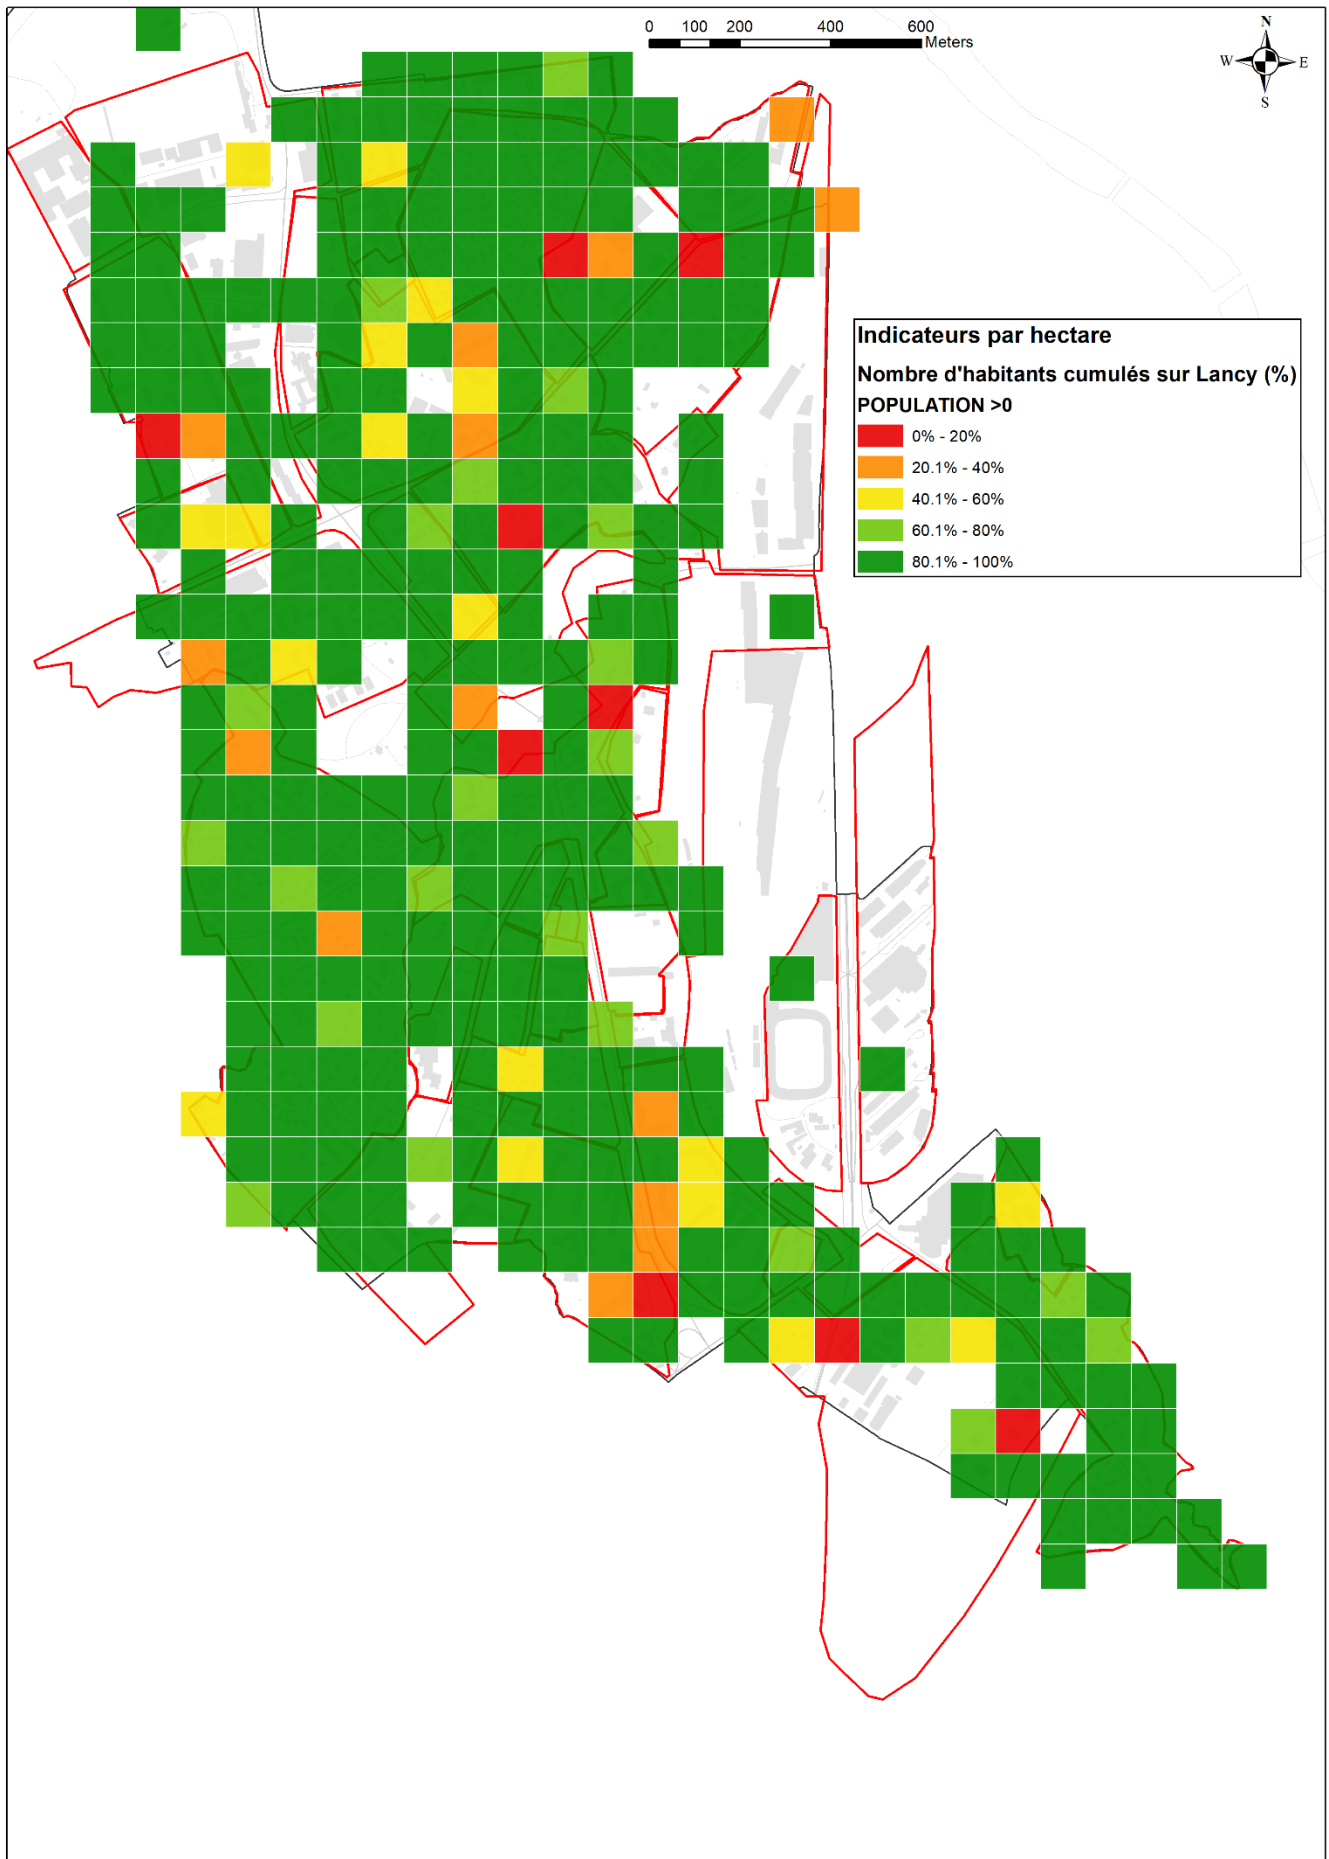 0 100 200 400 600
Meters
N
W E
S
Indicateurs par hectare
Nombre d'habitants cumulés sur Lancy (%)
POPULATION >0
0% - 20%
20.1% - 40%
40.1% - 60%
60.1% - 80%
80.1% - 100%